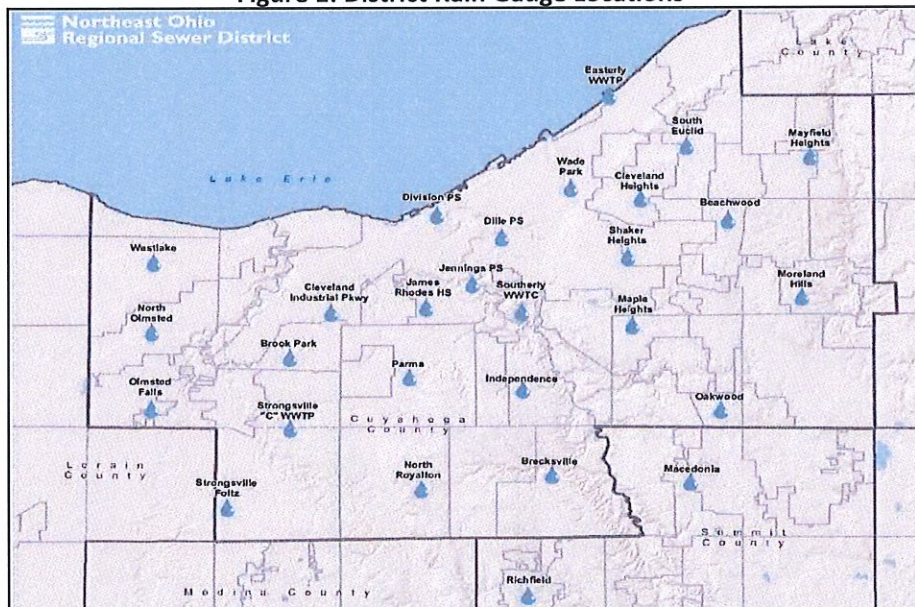 Northeast Ohio
Regional Sewer District
Lake
County
Easterly
WWTP
South
Euclid
Mayfield
Heights
Wade
Park
Cleveland
Heights
Lake Erie
Division PS
Beachwood
Dille PS
Shaker
Heights
Westlake
Jennings PS
Moreland
Hills
Cleveland
Industrial Pkwy
James
Rhodes HS
Southerly
WWTC
North
Olmsted
Maple
Heights
Brook Park
Parma
Independence
Olmsted
Falls
Oakwood
Strongsville
"C" WWTP
Cuyahoga
County
Lorain
County
Strongsville
Foltz
North
Royalton
Brecksville
Macedonia
Summit
County
Richfield
County